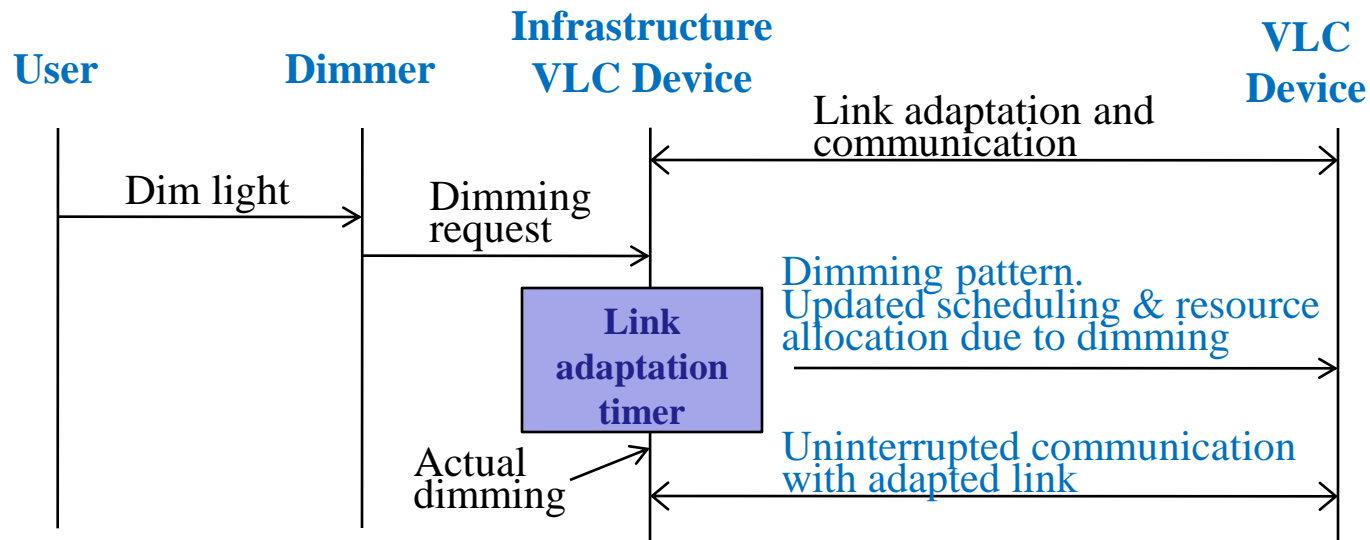 User
Dimmer
Infrastructure
VLC Device
VLC
Device
Link adaptation and
communication
Dim light
Dimming
request
Dimming pattern.
Updated scheduling & resource
allocation due to dimming
Link
adaptation
timer
Actual
dimming
Uninterrupted communication
with adapted link